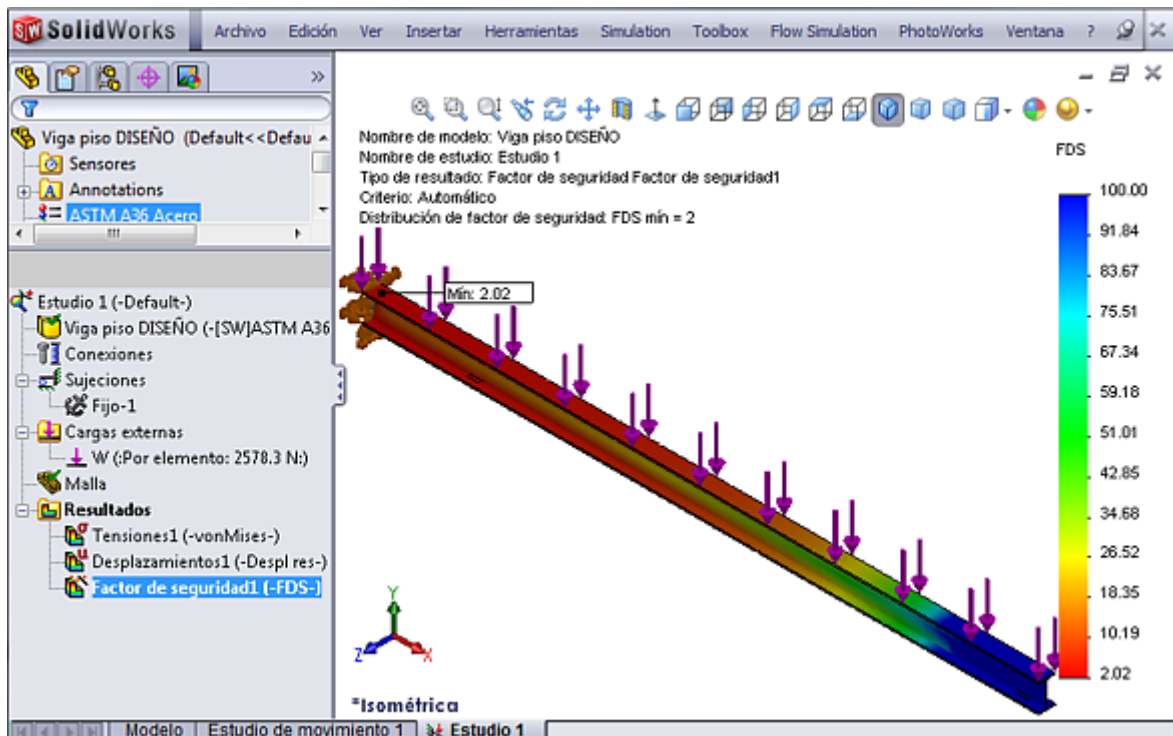 SolidWorks Archivo Edición Ver Insertar Herramientas Simulation Toolbox Flow Simulation PhotoWorks Ventana ?
»
Viga piso DISEÑO (Default<<Defau
Sensores
Annotations
ASTM A36 Acero
Estudio 1 (-Default-)
Viga piso DISEÑO (-[SW]ASTM A36
Conexiones
Sujeciones
Fijo-1
Cargas externas
W (:Por elemento: 2578.3 N:)
Malla
Resultados
Tensiones1 (-vonMises-)
Desplazamientos1 (-Despl res-)
Factor de seguridad1 (-FDS-)
Nombre de modelo: Viga piso DISEÑO
Nombre de estudio: Estudio 1
Tipo de resultado: Factor de seguridad Factor de seguridad1
Criterio: Automático
Distribución de factor de seguridad: FDS mín = 2
Mín: 2.02
FDS
100.00
91.84
83.67
75.51
67.34
59.18
51.01
42.85
34.68
26.52
18.35
10.19
2.02
Y
Z
X
*Isométrica
Modelo Estudio de movimiento 1 Estudio 1